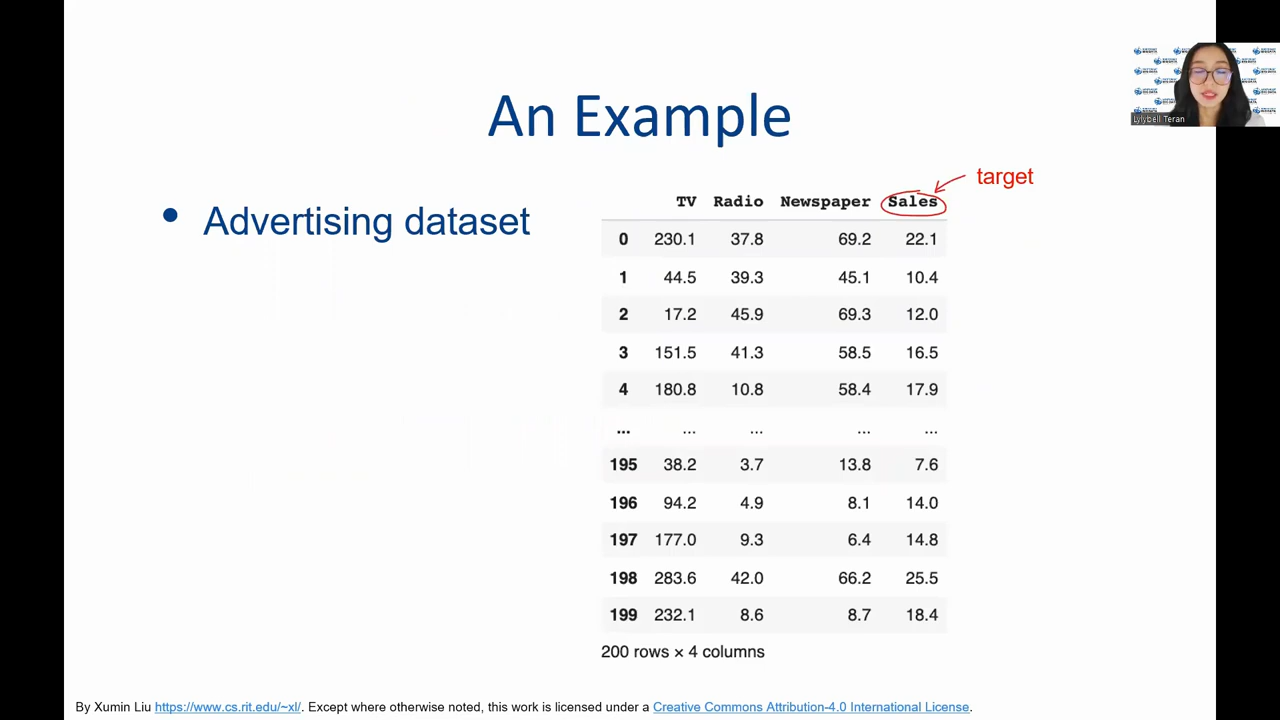 An Example
Lylybell Teran
target
• Advertising dataset
TV Radio Newspaper Sales
0 230.1 37.8 69.2 22.1
1 44.5 39.3 45.1 10.4
2 17.2 45.9 69.3 12.0
3 151.5 41.3 58.5 16.5
4 180.8 10.8 58.4 17.9
... ... ... ... ...
195 38.2 3.7 13.8 7.6
196 94.2 4.9 8.1 14.0
197 177.0 9.3 6.4 14.8
198 283.6 42.0 66.2 25.5
199 232.1 8.6 8.7 18.4
200 rows × 4 columns
By Xumin Liu https://www.cs.rit.edu/~xl/. Except where otherwise noted, this work is licensed under a Creative Commons Attribution-4.0 International License.